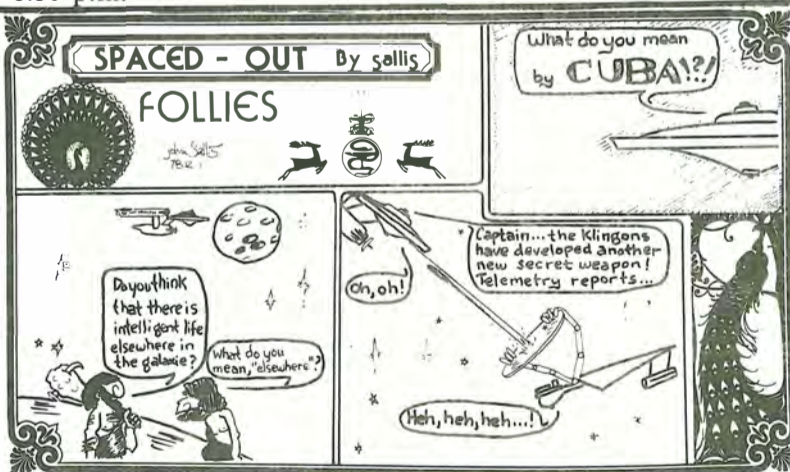 SPACED - OUT By sallis
FOLLIES
What do you mean
by CUBA!?!
Do you think
that there is
intelligent life
elsewhere in
the galaxie?
What do you
mean, "elsewhere"?
Oh, oh!
Captain... the Klingons
have developed another
new secret weapon!
Telemetry reports...
Heh, heh, heh...!